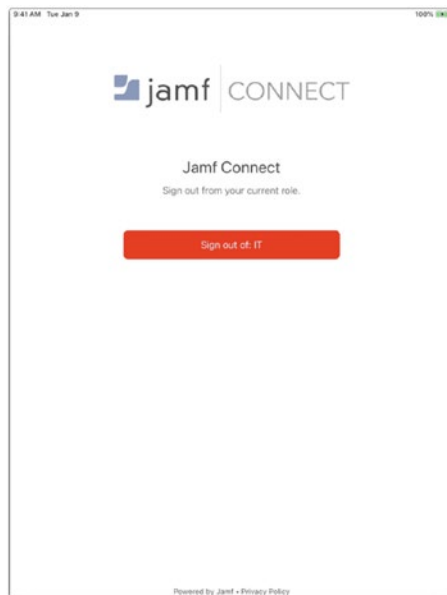 9:41 AM Tue Jan 9
100%
jamf CONNECT
Jamf Connect
Sign out from your current role.
Sign out of: IT
Powered by Jamf • Privacy Policy